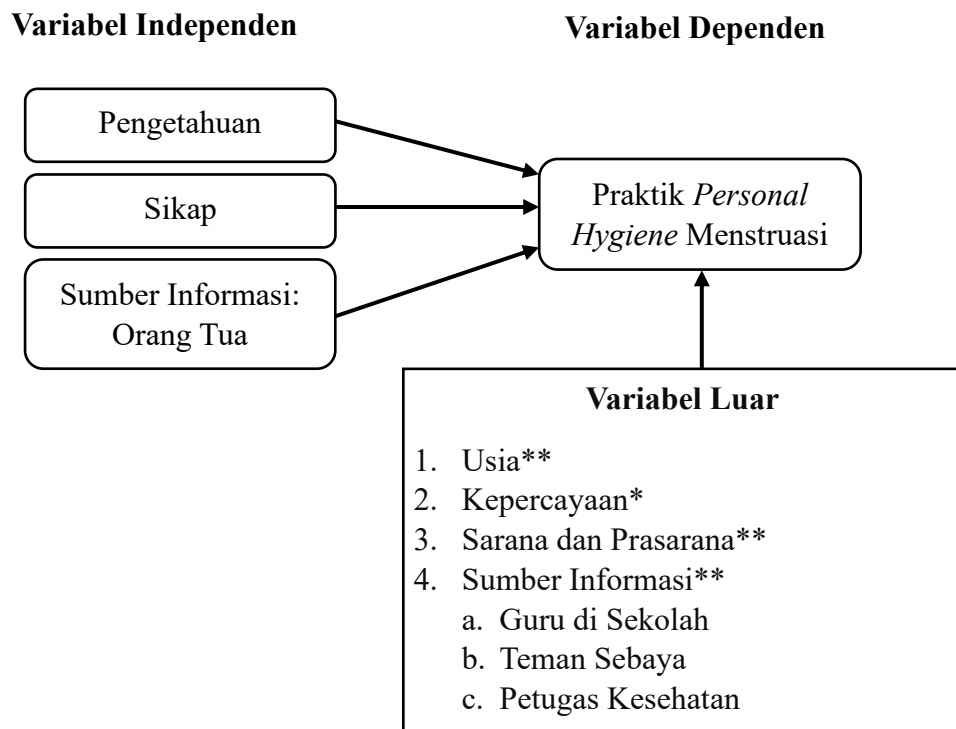 Variabel Independen
Variabel Dependen
Pengetahuan
Sikap
Sumber Informasi:
Orang Tua
Praktik Personal
Hygiene Menstruasi
Variabel Luar
1. Usia**
2. Kepercayaan*
3. Sarana dan Prasarana**
4. Sumber Informasi**
a. Guru di Sekolah
b. Teman Sebaya
c. Petugas Kesehatan